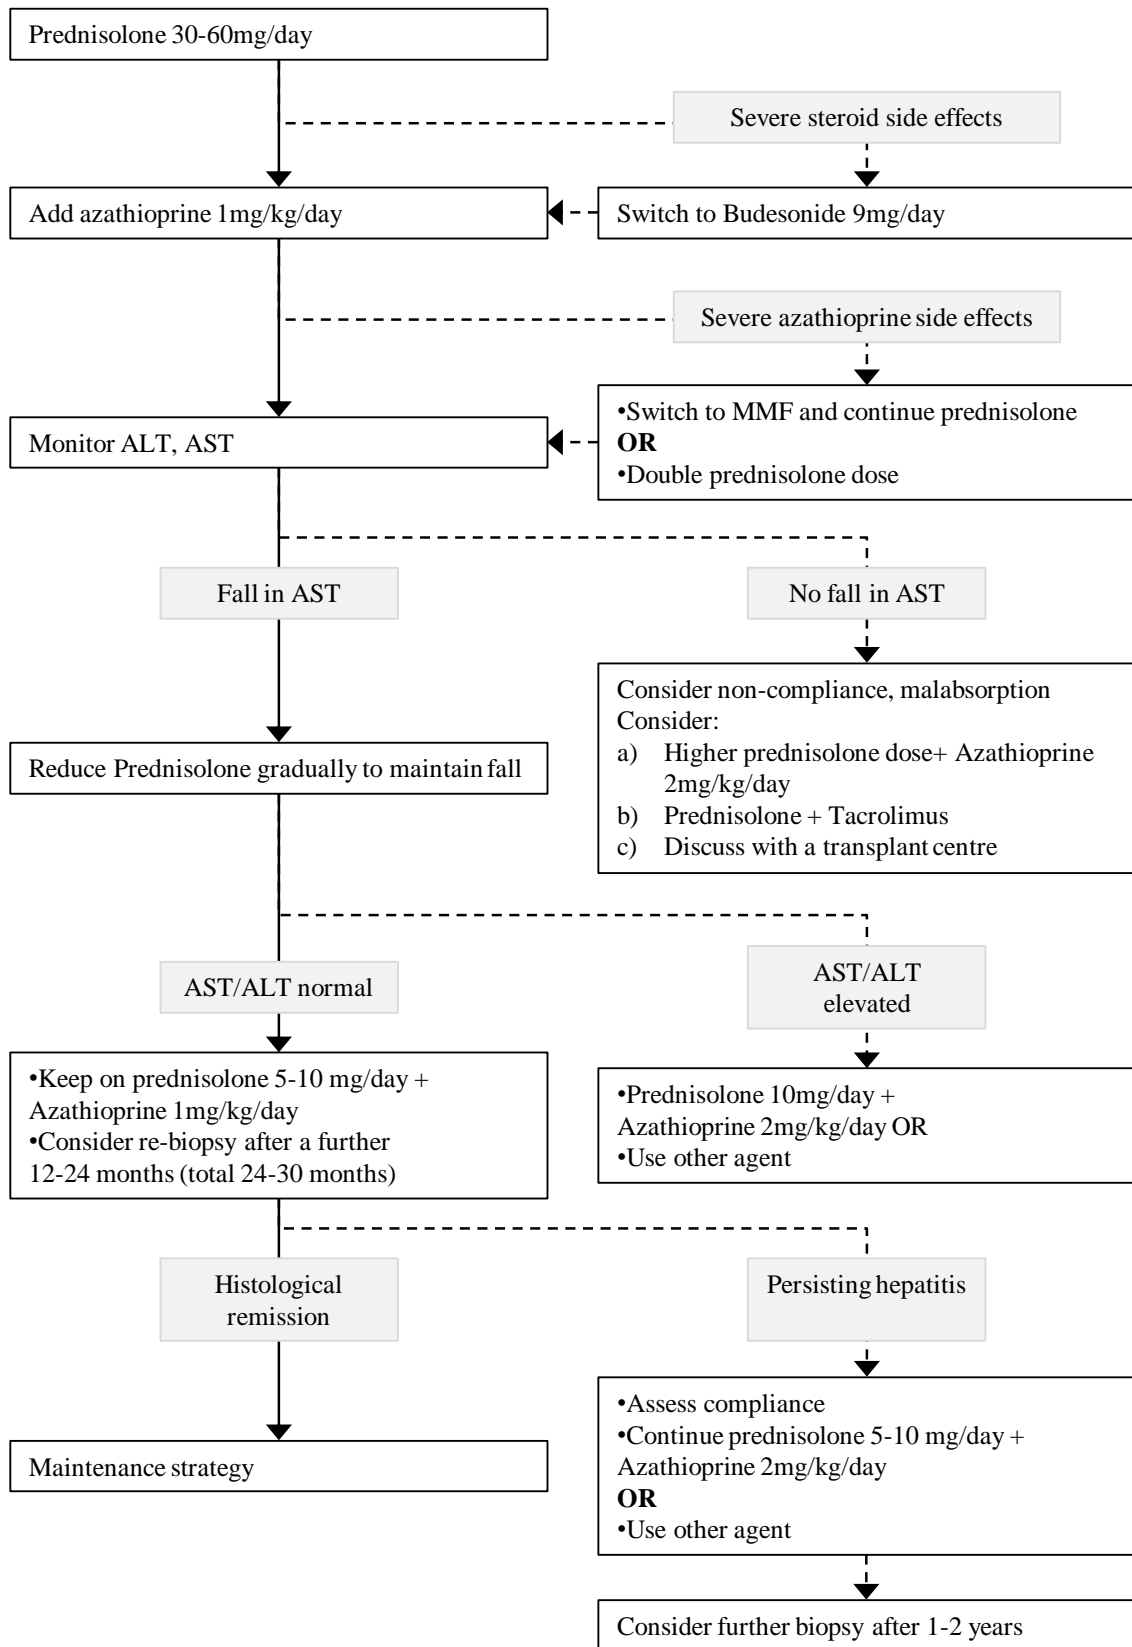 Prednisolone 30-60mg/day
Severe steroid side effects
Add azathioprine 1mg/kg/day
Switch to Budesonide 9mg/day
Severe azathioprine side effects
Monitor ALT, AST
•Switch to MMF and continue prednisolone
OR
•Double prednisolone dose
Fall in AST
No fall in AST
Reduce Prednisolone gradually to maintain fall
Consider non-compliance, malabsorption
Consider:
a) Higher prednisolone dose+ Azathioprine
2mg/kg/day
b) Prednisolone + Tacrolimus
c) Discuss with a transplant centre
AST/ALT normal
AST/ALT
elevated
•Keep on prednisolone 5-10 mg/day +
Azathioprine 1mg/kg/day
•Consider re-biopsy after a further
12-24 months (total 24-30 months)
•Prednisolone 10mg/day +
Azathioprine 2mg/kg/day OR
•Use other agent
Histological
remission
Persisting hepatitis
Maintenance strategy
•Assess compliance
•Continue prednisolone 5-10 mg/day +
Azathioprine 2mg/kg/day
OR
•Use other agent
Consider further biopsy after 1-2 years